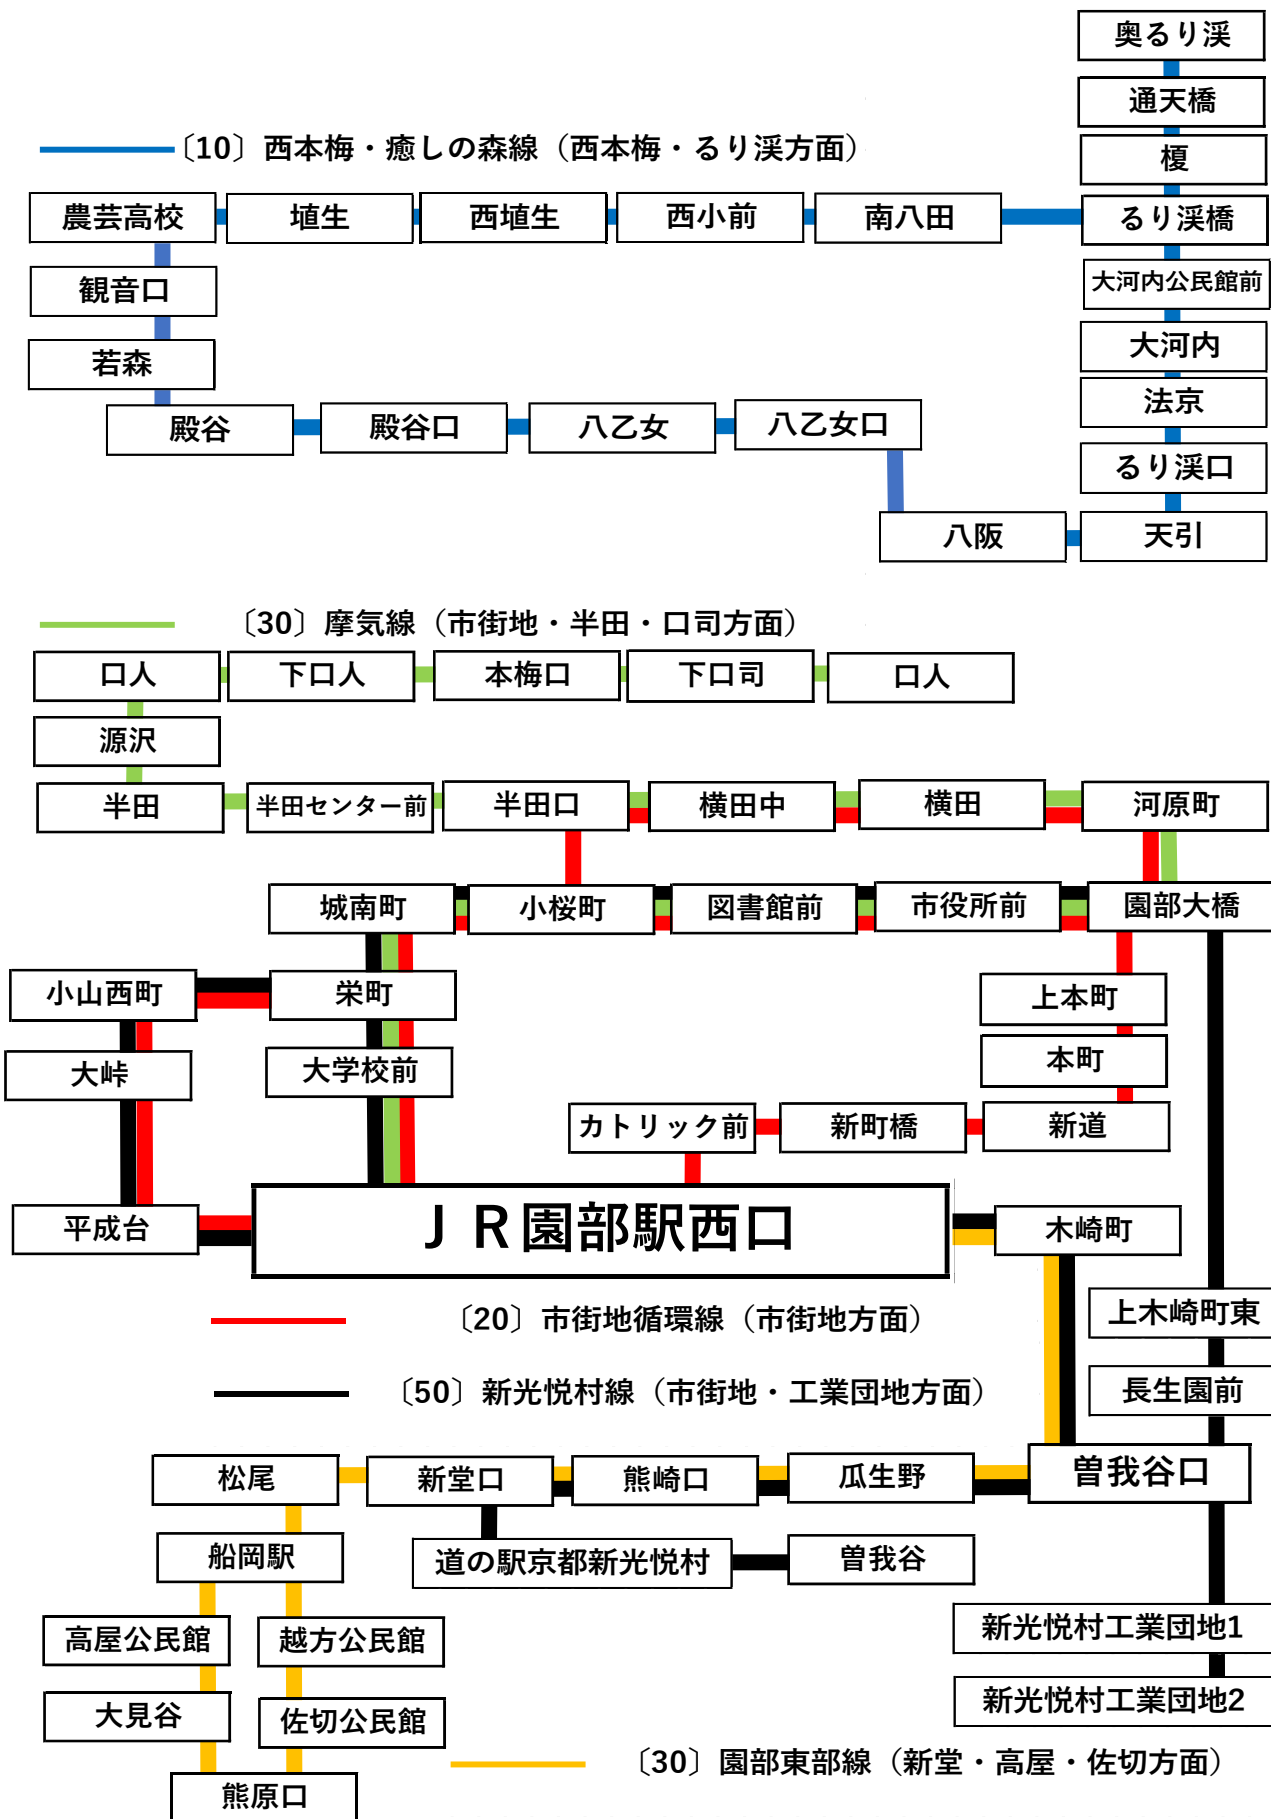 奥るり渓
通天橋
〔10〕西本梅・癒しの森線（西本梅・るり渓方面）
榎
農芸高校
埴生
西埴生
西小前
南八田
るり渓橋
観音口
大河内公民館前
若森
大河内
殿谷
殿谷口
八乙女
八乙女口
法京
るり渓口
八阪
天引
〔30〕摩気線（市街地・半田・口司方面）
口人
下口人
本梅口
下口司
口人
源沢
半田
半田センター前
半田口
横田中
横田
河原町
城南町
小桜町
図書館前
市役所前
園部大橋
小山西町
栄町
上本町
大峠
大学校前
本町
カトリック前
新町橋
新道
平成台
ＪＲ園部駅西口
木崎町
〔20〕市街地循環線（市街地方面）
上木崎町東
〔50〕新光悦村線（市街地・工業団地方面）
長生園前
松尾
新堂口
熊崎口
瓜生野
曽我谷口
船岡駅
道の駅京都新光悦村
曽我谷
高屋公民館
越方公民館
新光悦村工業団地1
大見谷
佐切公民館
新光悦村工業団地2
〔30〕園部東部線（新堂・高屋・佐切方面）
熊原口